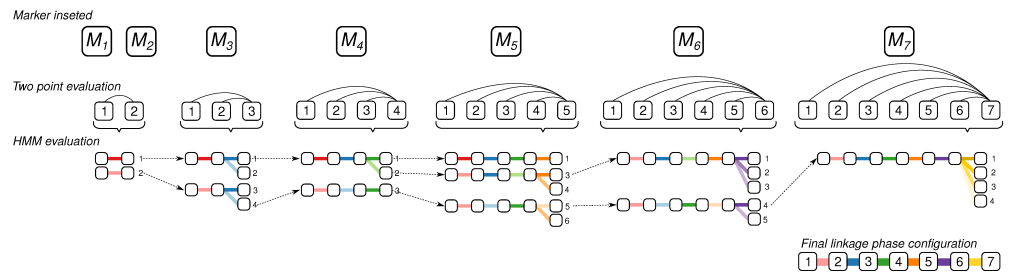 Marker inseted
M1 M2 M3 M4 M5 M6 M7
Two point evaluation
1 2 1 2 3 1 2 3 4 1 2 3 4 5 1 2 3 4 5 6 1 2 3 4 5 6 7
HMM evaluation
1 1 1 1 1 1
2 2 2 2 3 2 2
3 3 3 4 3 3
4 5 4 4
6 5
Final linkage phase configuration
1 2 3 4 5 6 7